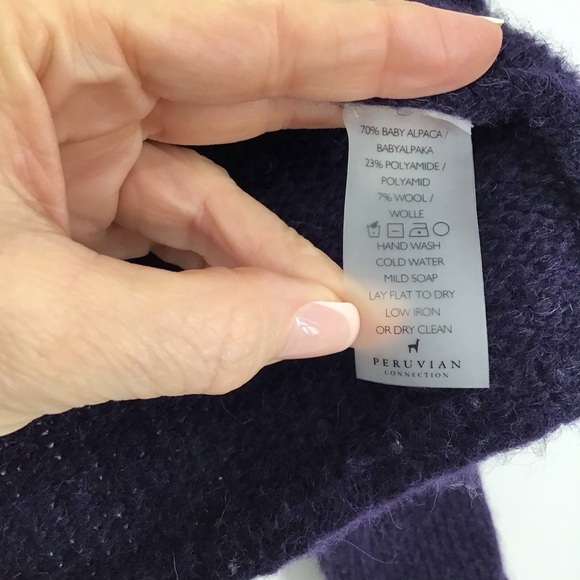 70% BABY ALPACA /
BABYALPAKA
23% POLYAMIDE /
POLYAMID
7% WOOL /
WOLLE
HAND WASH
COLD WATER
MILD SOAP
LAY FLAT TO DRY
LOW IRON
OR DRY CLEAN
PERUVIAN
CONNECTION